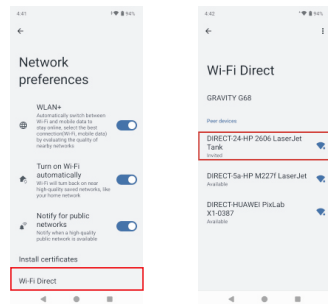 4:41
94%
Network
preferences
WLAN+
Automatically switch between
Wi-Fi and mobile data to
stay online, select the best
connection(Wi-Fi, mobile data)
by evaluating the quality of
nearby networks
Turn on Wi-Fi
automatically
Wi-Fi will turn back on near
high-quality saved networks, like
your home network
Notify for public
networks
Notify when a high-quality
public network is available
Install certificates
Wi-Fi Direct
4:42
94%
Wi-Fi Direct
GRAVITY G68
Peer devices
DIRECT-24-HP 2606 LaserJet
Tank
Invited
DIRECT-5a-HP M227f LaserJet
Available
DIRECT-HUAWEI PixLab
X1-0387
Available